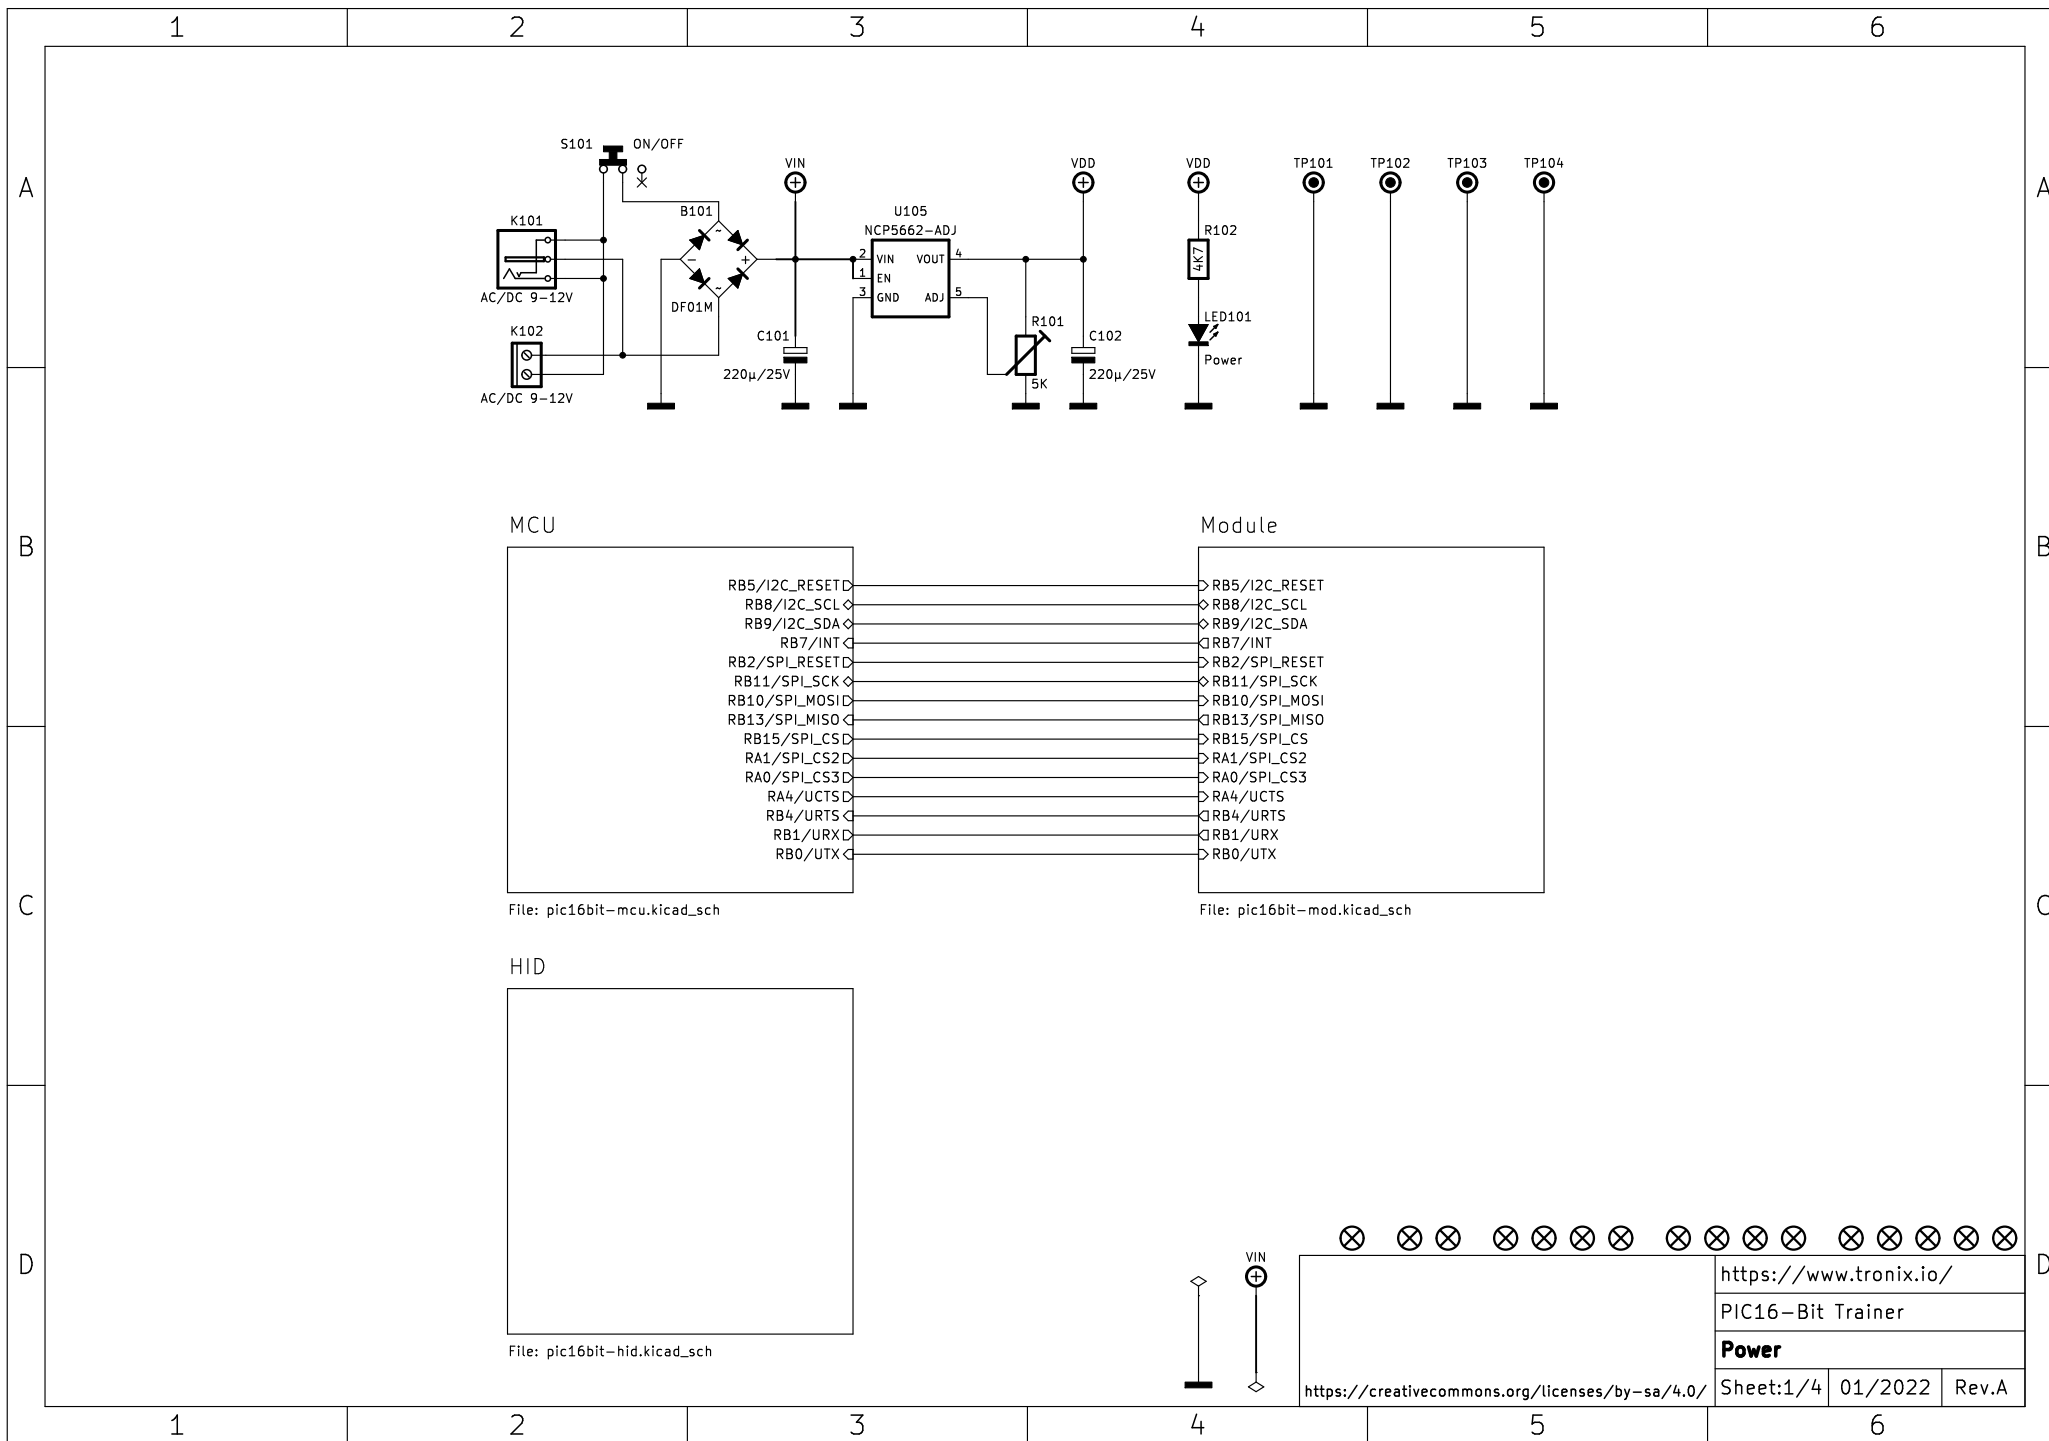 1 2 3 4 5 6
A A
S101 ON/OFF
VIN
VDD
VDD
TP101 TP102 TP103 TP104
K101
AC/DC 9-12V
K102
AC/DC 9-12V
B101
~
- +
~
DF01M
C101
220µ/25V
U105
NCP5662-ADJ
2 VIN VOUT 4
1 EN
3 GND ADJ 5
R101
5K
C102
220µ/25V
R102
4K7
LED101
Power
B B
MCU
RB5/I2C_RESET
RB8/I2C_SCL
RB9/I2C_SDA
RB7/INT
RB2/SPI_RESET
RB11/SPI_SCK
RB10/SPI_MOSI
RB13/SPI_MISO
RB15/SPI_CS
RA1/SPI_CS2
RA0/SPI_CS3
RA4/UCTS
RB4/URTS
RB1/URX
RB0/UTX
File: pic16bit-mcu.kicad_sch
Module
RB5/I2C_RESET
RB8/I2C_SCL
RB9/I2C_SDA
RB7/INT
RB2/SPI_RESET
RB11/SPI_SCK
RB10/SPI_MOSI
RB13/SPI_MISO
RB15/SPI_CS
RA1/SPI_CS2
RA0/SPI_CS3
RA4/UCTS
RB4/URTS
RB1/URX
RB0/UTX
File: pic16bit-mod.kicad_sch
C C
HID
File: pic16bit-hid.kicad_sch
D D
VIN
https://www.tronix.io/
PIC16-Bit Trainer
Power
https://creativecommons.org/licenses/by-sa/4.0/
Sheet:1/4 01/2022 Rev.A
1 2 3 4 5 6